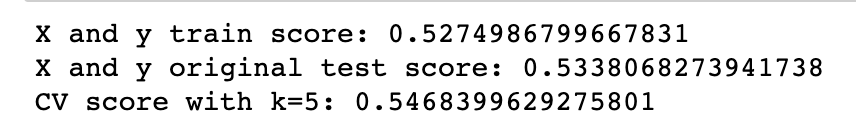 X and y train score: 0.5274986799667831
X and y original test score: 0.5338068273941738
CV score with k=5: 0.5468399629275801